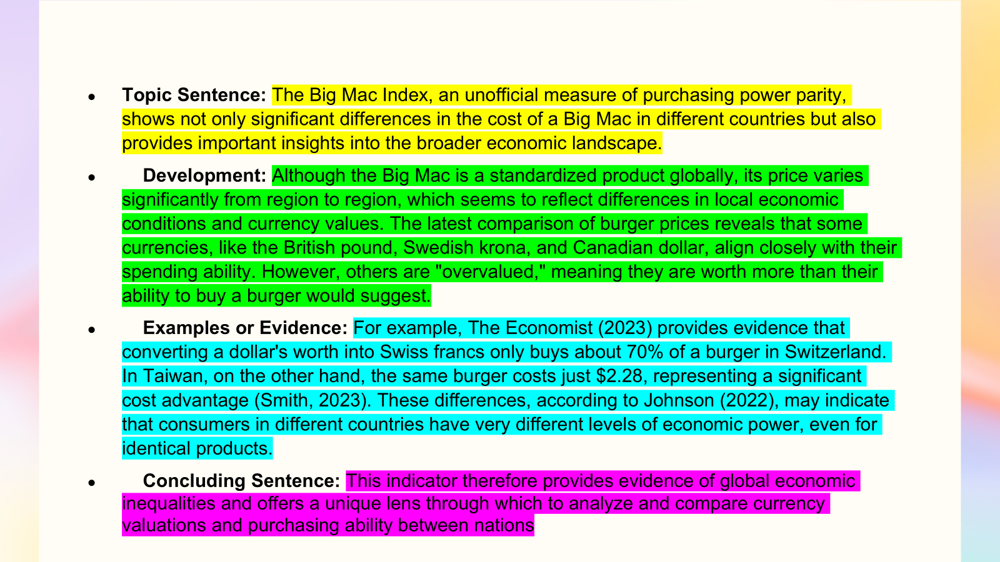 • Topic Sentence: The Big Mac Index, an unofficial measure of purchasing power parity,
shows not only significant differences in the cost of a Big Mac in different countries but also
provides important insights into the broader economic landscape.
• Development: Although the Big Mac is a standardized product globally, its price varies
significantly from region to region, which seems to reflect differences in local economic
conditions and currency values. The latest comparison of burger prices reveals that some
currencies, like the British pound, Swedish krona, and Canadian dollar, align closely with their
spending ability. However, others are "overvalued," meaning they are worth more than their
ability to buy a burger would suggest.
• Examples or Evidence: For example, The Economist (2023) provides evidence that
converting a dollar's worth into Swiss francs only buys about 70% of a burger in Switzerland.
In Taiwan, on the other hand, the same burger costs just $2.28, representing a significant
cost advantage (Smith, 2023). These differences, according to Johnson (2022), may indicate
that consumers in different countries have very different levels of economic power, even for
identical products.
• Concluding Sentence: This indicator therefore provides evidence of global economic
inequalities and offers a unique lens through which to analyze and compare currency
valuations and purchasing ability between nations